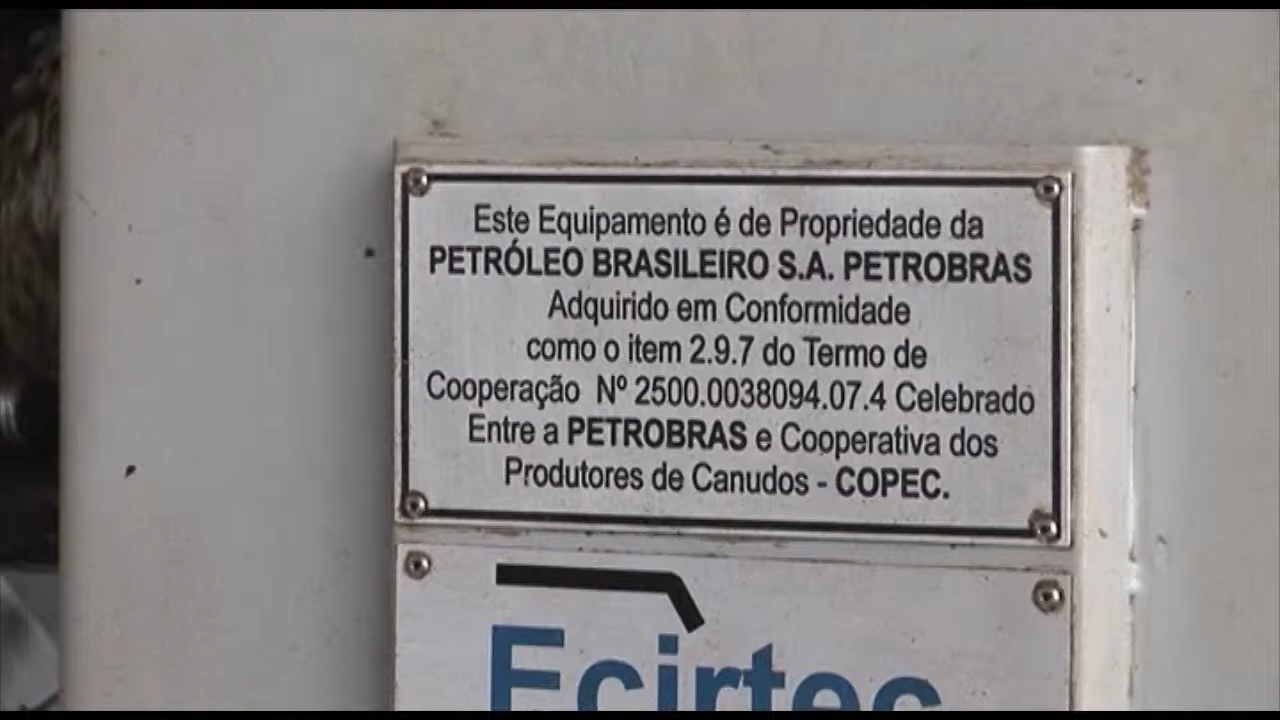 Este Equipamento é de Propriedade da
PETRÓLEO BRASILEIRO S.A. PETROBRAS
Adquirido em Conformidade
como o item 2.9.7 do Termo de
Cooperação Nº 2500.0038094.07.4 Celebrado
Entre a PETROBRAS e Cooperativa dos
Produtores de Canudos - COPEC.
Ecirtec